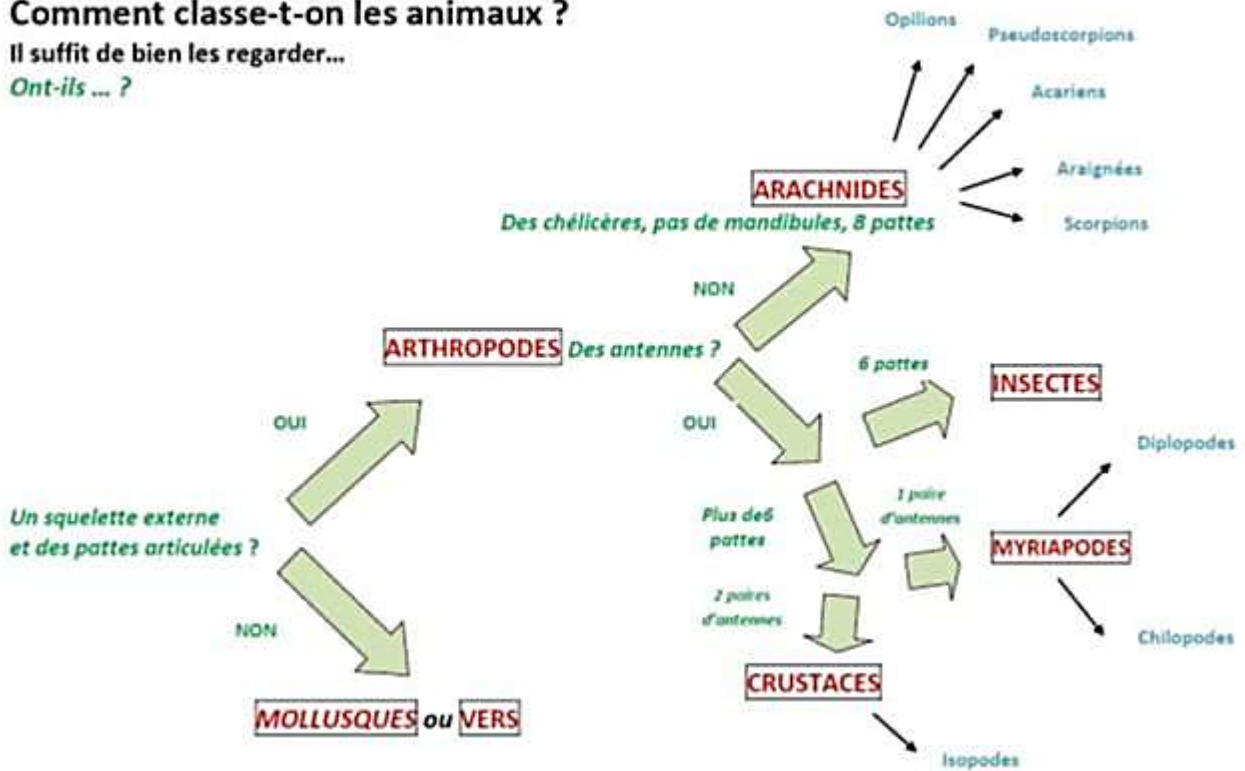 Comment classe-t-on les animaux ?
Il suffit de bien les regarder...
Ont-ils ... ?
Opilions
Pseudoscorpions
Acariens
Araignées
Scorpions
ARACHNIDES
Des chélicères, pas de mandibules, 8 pattes
NON
ARTHROPODES Des antennes ?
OUI
6 pattes
INSECTES
OUI
Un squelette externe
et des pattes articulées ?
Plus de6
pattes
1 paire
d'antennes
Diplopodes
MYRIAPODES
Chilopodes
2 paires
d'antennes
NON
CRUSTACES
MOLLUSQUES ou VERS
Isopodes